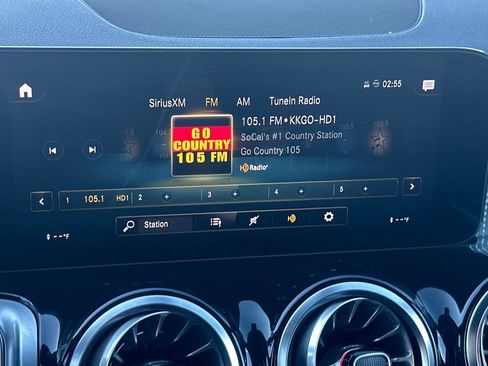 02:55
SiriusXM FM AM TuneIn Radio
105.1 FM • KKGO-HD1
SoCal's #1 Country Station
Go Country 105
HD Radio
GO
COUNTRY
105 FM
1 105.1 HD1 2 + 3 + 4 + 5 +
Station
--°F --°F